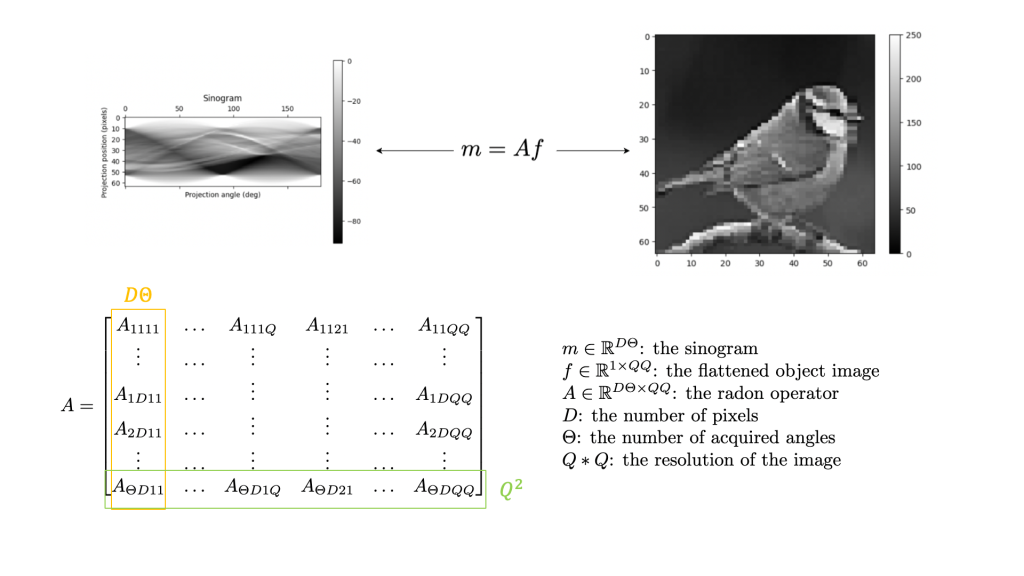 Sinogram
0 50 100 150
Projection position (pixels)
0
10
20
30
40
50
60
Projection angle (deg)
0
−20
−40
−60
−80
m = Af
0
10
20
30
40
50
60
0 10 20 30 40 50 60
250
200
150
100
50
0
DΘ
A =
A₁₁₁₁ … A₁₁₁Q A₁₁₂₁ … A₁₁QQ
⋮ … ⋮ ⋮ … ⋮
A₁D₁₁ … ⋮ ⋮ … A₁DQQ
A₂D₁₁ … ⋮ ⋮ … A₂DQQ
⋮ … ⋮ ⋮ … ⋮
AΘD₁₁ … AΘD₁Q AΘD₂₁ … AΘDQQ
Q²
m ∈ ℝ^{DΘ}: the sinogram
f ∈ ℝ^{1×QQ}: the flattened object image
A ∈ ℝ^{DΘ×QQ}: the radon operator
D: the number of pixels
Θ: the number of acquired angles
Q ∗ Q: the resolution of the image